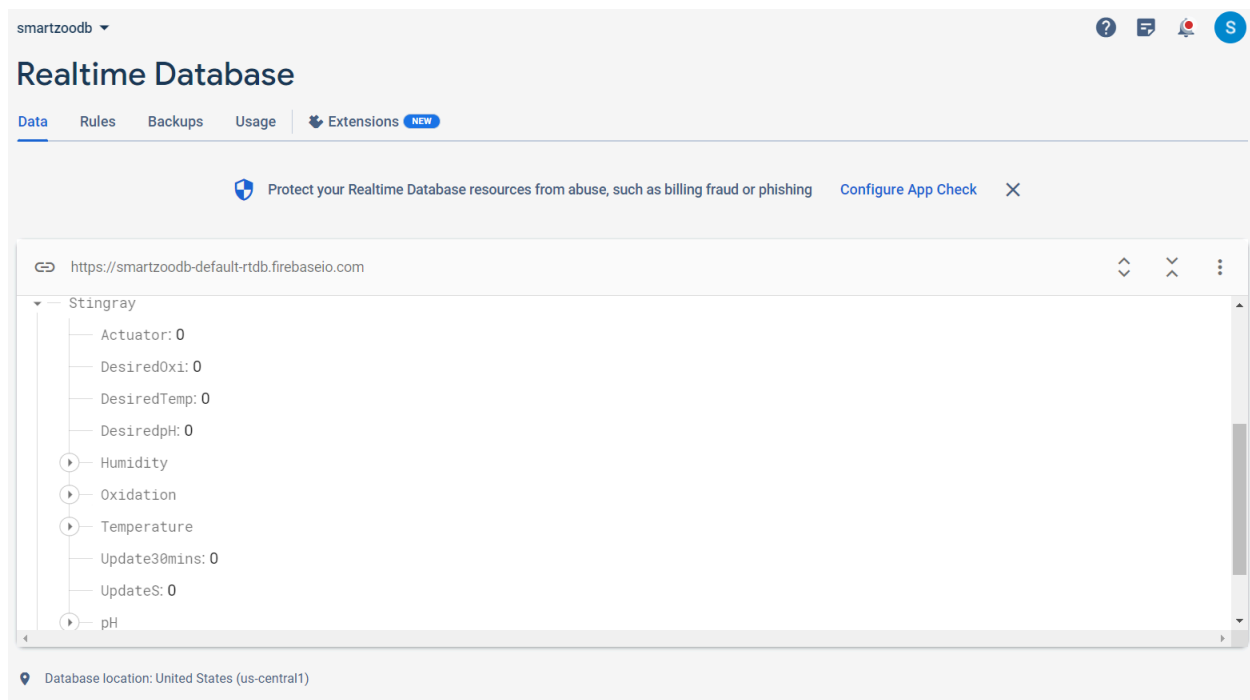 smartzoodb
S
Realtime Database
Data Rules Backups Usage Extensions NEW
Protect your Realtime Database resources from abuse, such as billing fraud or phishing Configure App Check
https://smartzoodb-default-rtdb.firebaseio.com
Stingray
Actuator: 0
DesiredOxi: 0
DesiredTemp: 0
DesiredpH: 0
Humidity
Oxidation
Temperature
Update30mins: 0
UpdateS: 0
pH
Database location: United States (us-central1)